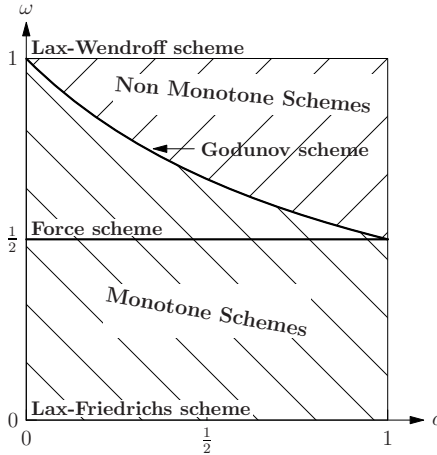 ω
1
Lax-Wendroff scheme
Non Monotone Schemes
Godunov scheme
Force scheme
1/2
Monotone Schemes
Lax-Friedrichs scheme
0
0
1/2
1
c